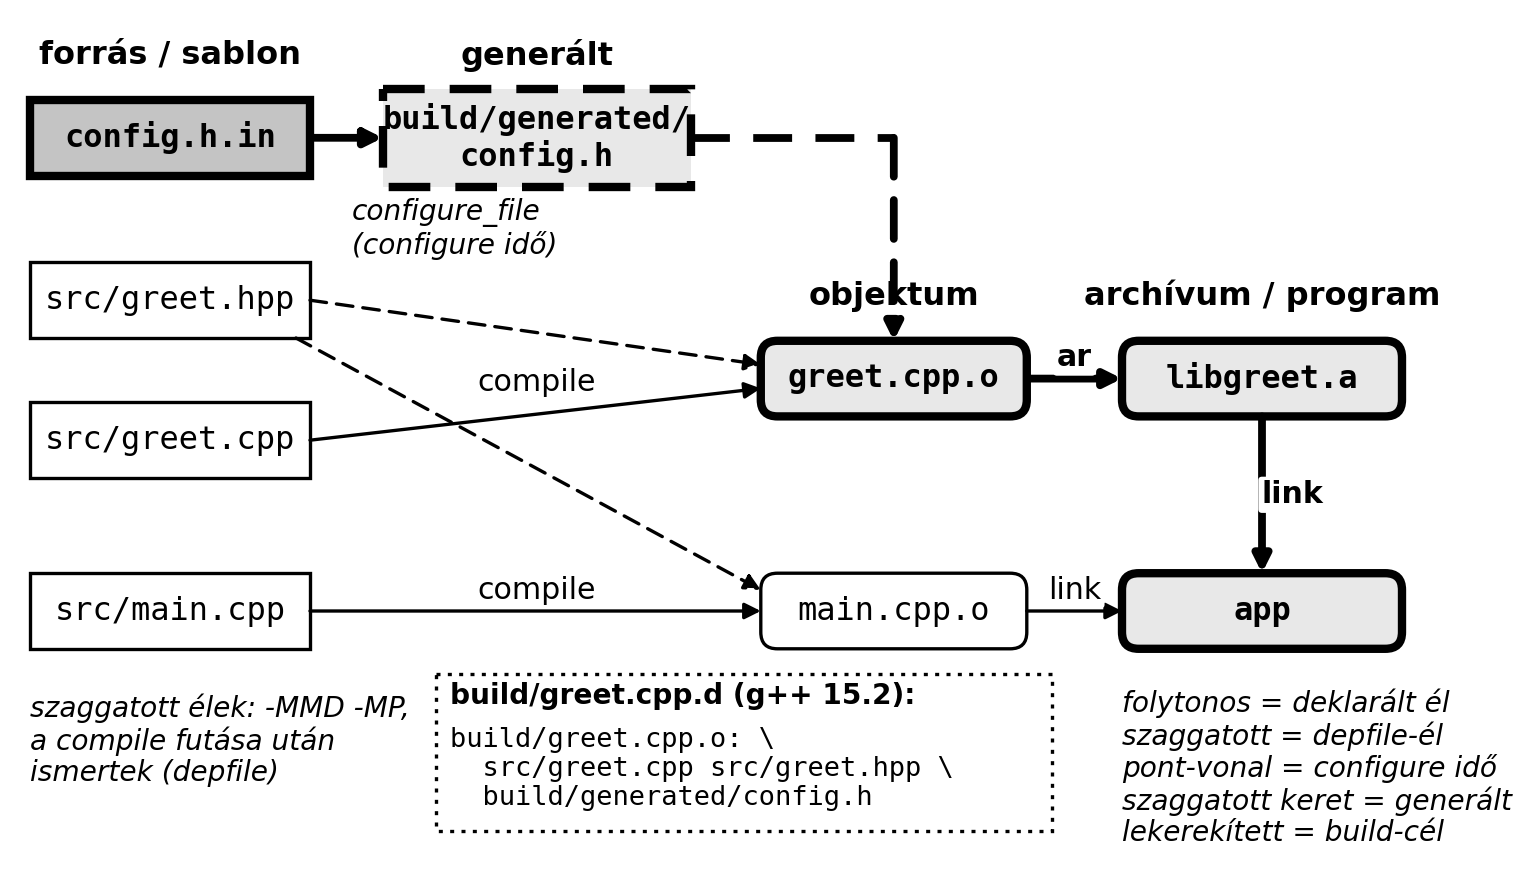 forrás / sablon
generált
config.h.in
build/generated/
config.h
configure_file
(configure idő)
src/greet.hpp
objektum
archívum / program
compile
greet.cpp.o
ar
libgreet.a
src/greet.cpp
link
src/main.cpp
compile
main.cpp.o
link
app
szaggatott élek: -MMD -MP,
a compile futása után
ismertek (depfile)
build/greet.cpp.d (g++ 15.2):
build/greet.cpp.o: \
  src/greet.cpp src/greet.hpp \
  build/generated/config.h
folytonos = deklarált él
szaggatott = depfile-él
pont-vonal = configure idő
szaggatott keret = generált
lekerekített = build-cél